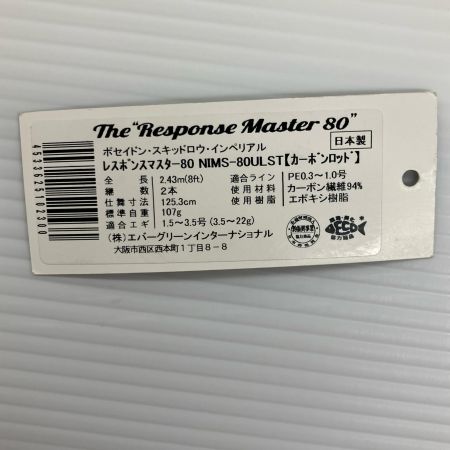 The "Response Master 80"
日本製
ポセイドン・スキッドロウ・インペリアル
レスポンスマスター80 NIMS-80ULST【カーボンロッド】
全長 2.43m(8ft) 適合ライン PE0.3〜1.0号
継数 2本 使用材料 カーボン繊維94%
仕舞寸法 125.3cm 使用樹脂 エポキシ樹脂
標準自重 107g
適合エギ 1.5〜3.5号(3.5〜22g)
(株)エバーグリーンインターナショナル
大阪市西区西本町1丁目8-8
ECO
4533625102300